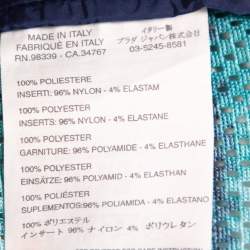 MADE IN ITALY
FABRIQUÉ EN ITALY
RN.98339 - CA.34767
イタリー製
プラダ ジャパン株式会社
03-5245-8581
100% POLIESTERE
INSERTI: 96% NYLON - 4% ELASTAM
100% POLYESTER
INSERTS: 96% NYLON - 4% ELASTANE
100% POLYESTER
GARNITURE: 96% POLYAMIDE - 4% ELASTHANNE
100% POLYESTER
EINSÄTZE: 96% POLYAMID - 4% ELASTHAN
100% POLIÉSTER
SUPLEMENTOS: 96% POLIAMIDA - 4% ELASTANO
100% ポリエステル
インサート 96% ナイロン 4% ポリウレタン